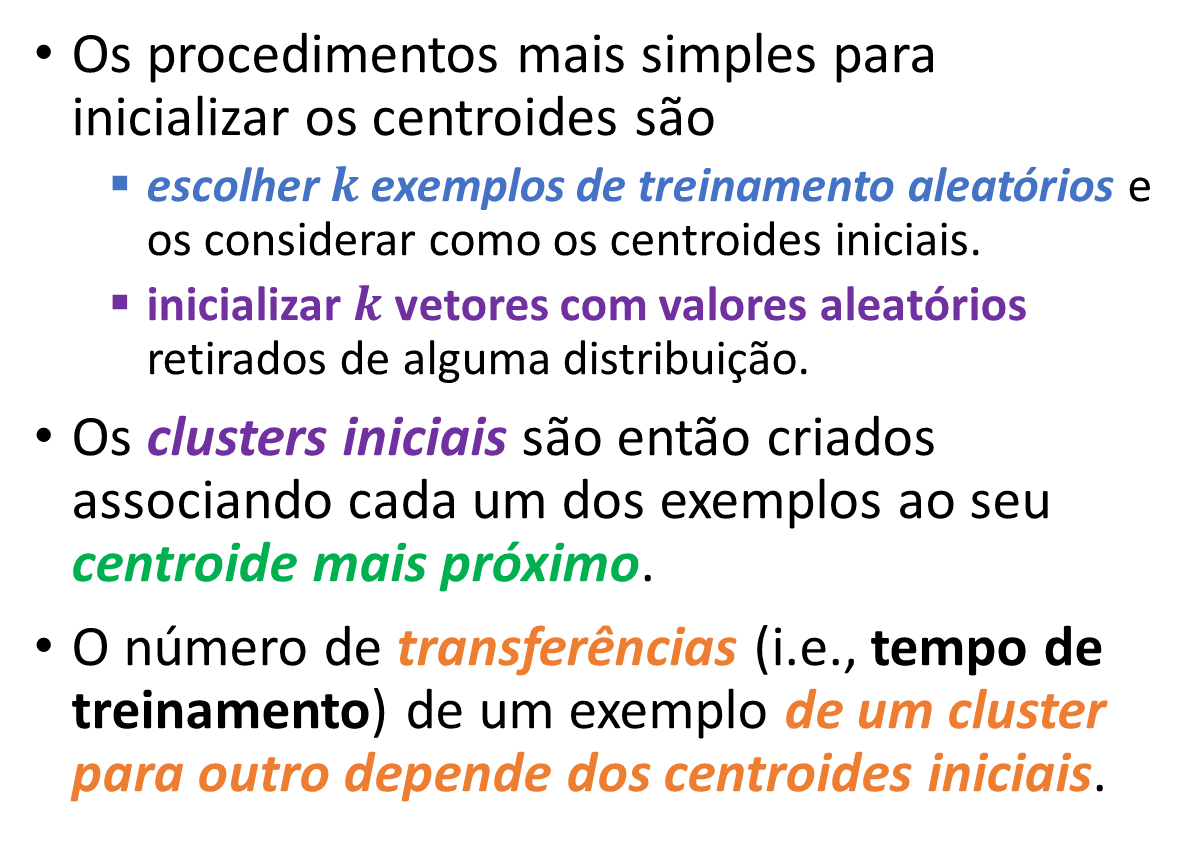 • Os procedimentos mais simples para
inicializar os centroides são
▪ escolher k exemplos de treinamento aleatórios e
os considerar como os centroides iniciais.
▪ inicializar k vetores com valores aleatórios
retirados de alguma distribuição.
• Os clusters iniciais são então criados
associando cada um dos exemplos ao seu
centroide mais próximo.
• O número de transferências (i.e., tempo de
treinamento) de um exemplo de um cluster
para outro depende dos centroides iniciais.